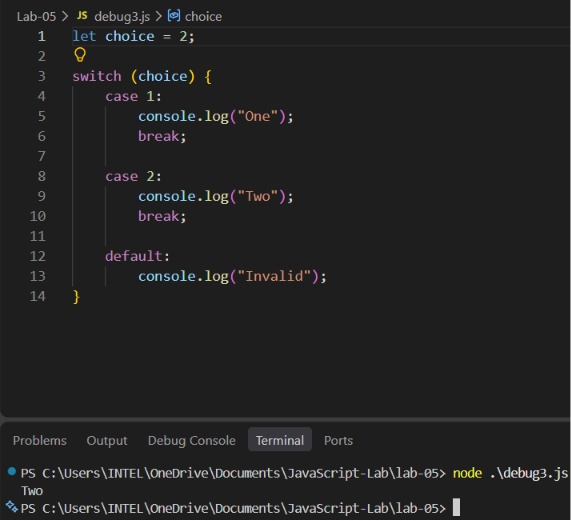 Lab-05 > JS debug3.js > choice
1 let choice = 2;
2
3 switch (choice) {
4     case 1:
5         console.log("One");
6         break;
7
8     case 2:
9         console.log("Two");
10         break;
11
12     default:
13         console.log("Invalid");
14 }
Problems Output Debug Console Terminal Ports
PS C:\Users\INTEL\OneDrive\Documents\JavaScript-Lab\lab-05> node .\debug3.js
Two
PS C:\Users\INTEL\OneDrive\Documents\JavaScript-Lab\lab-05>